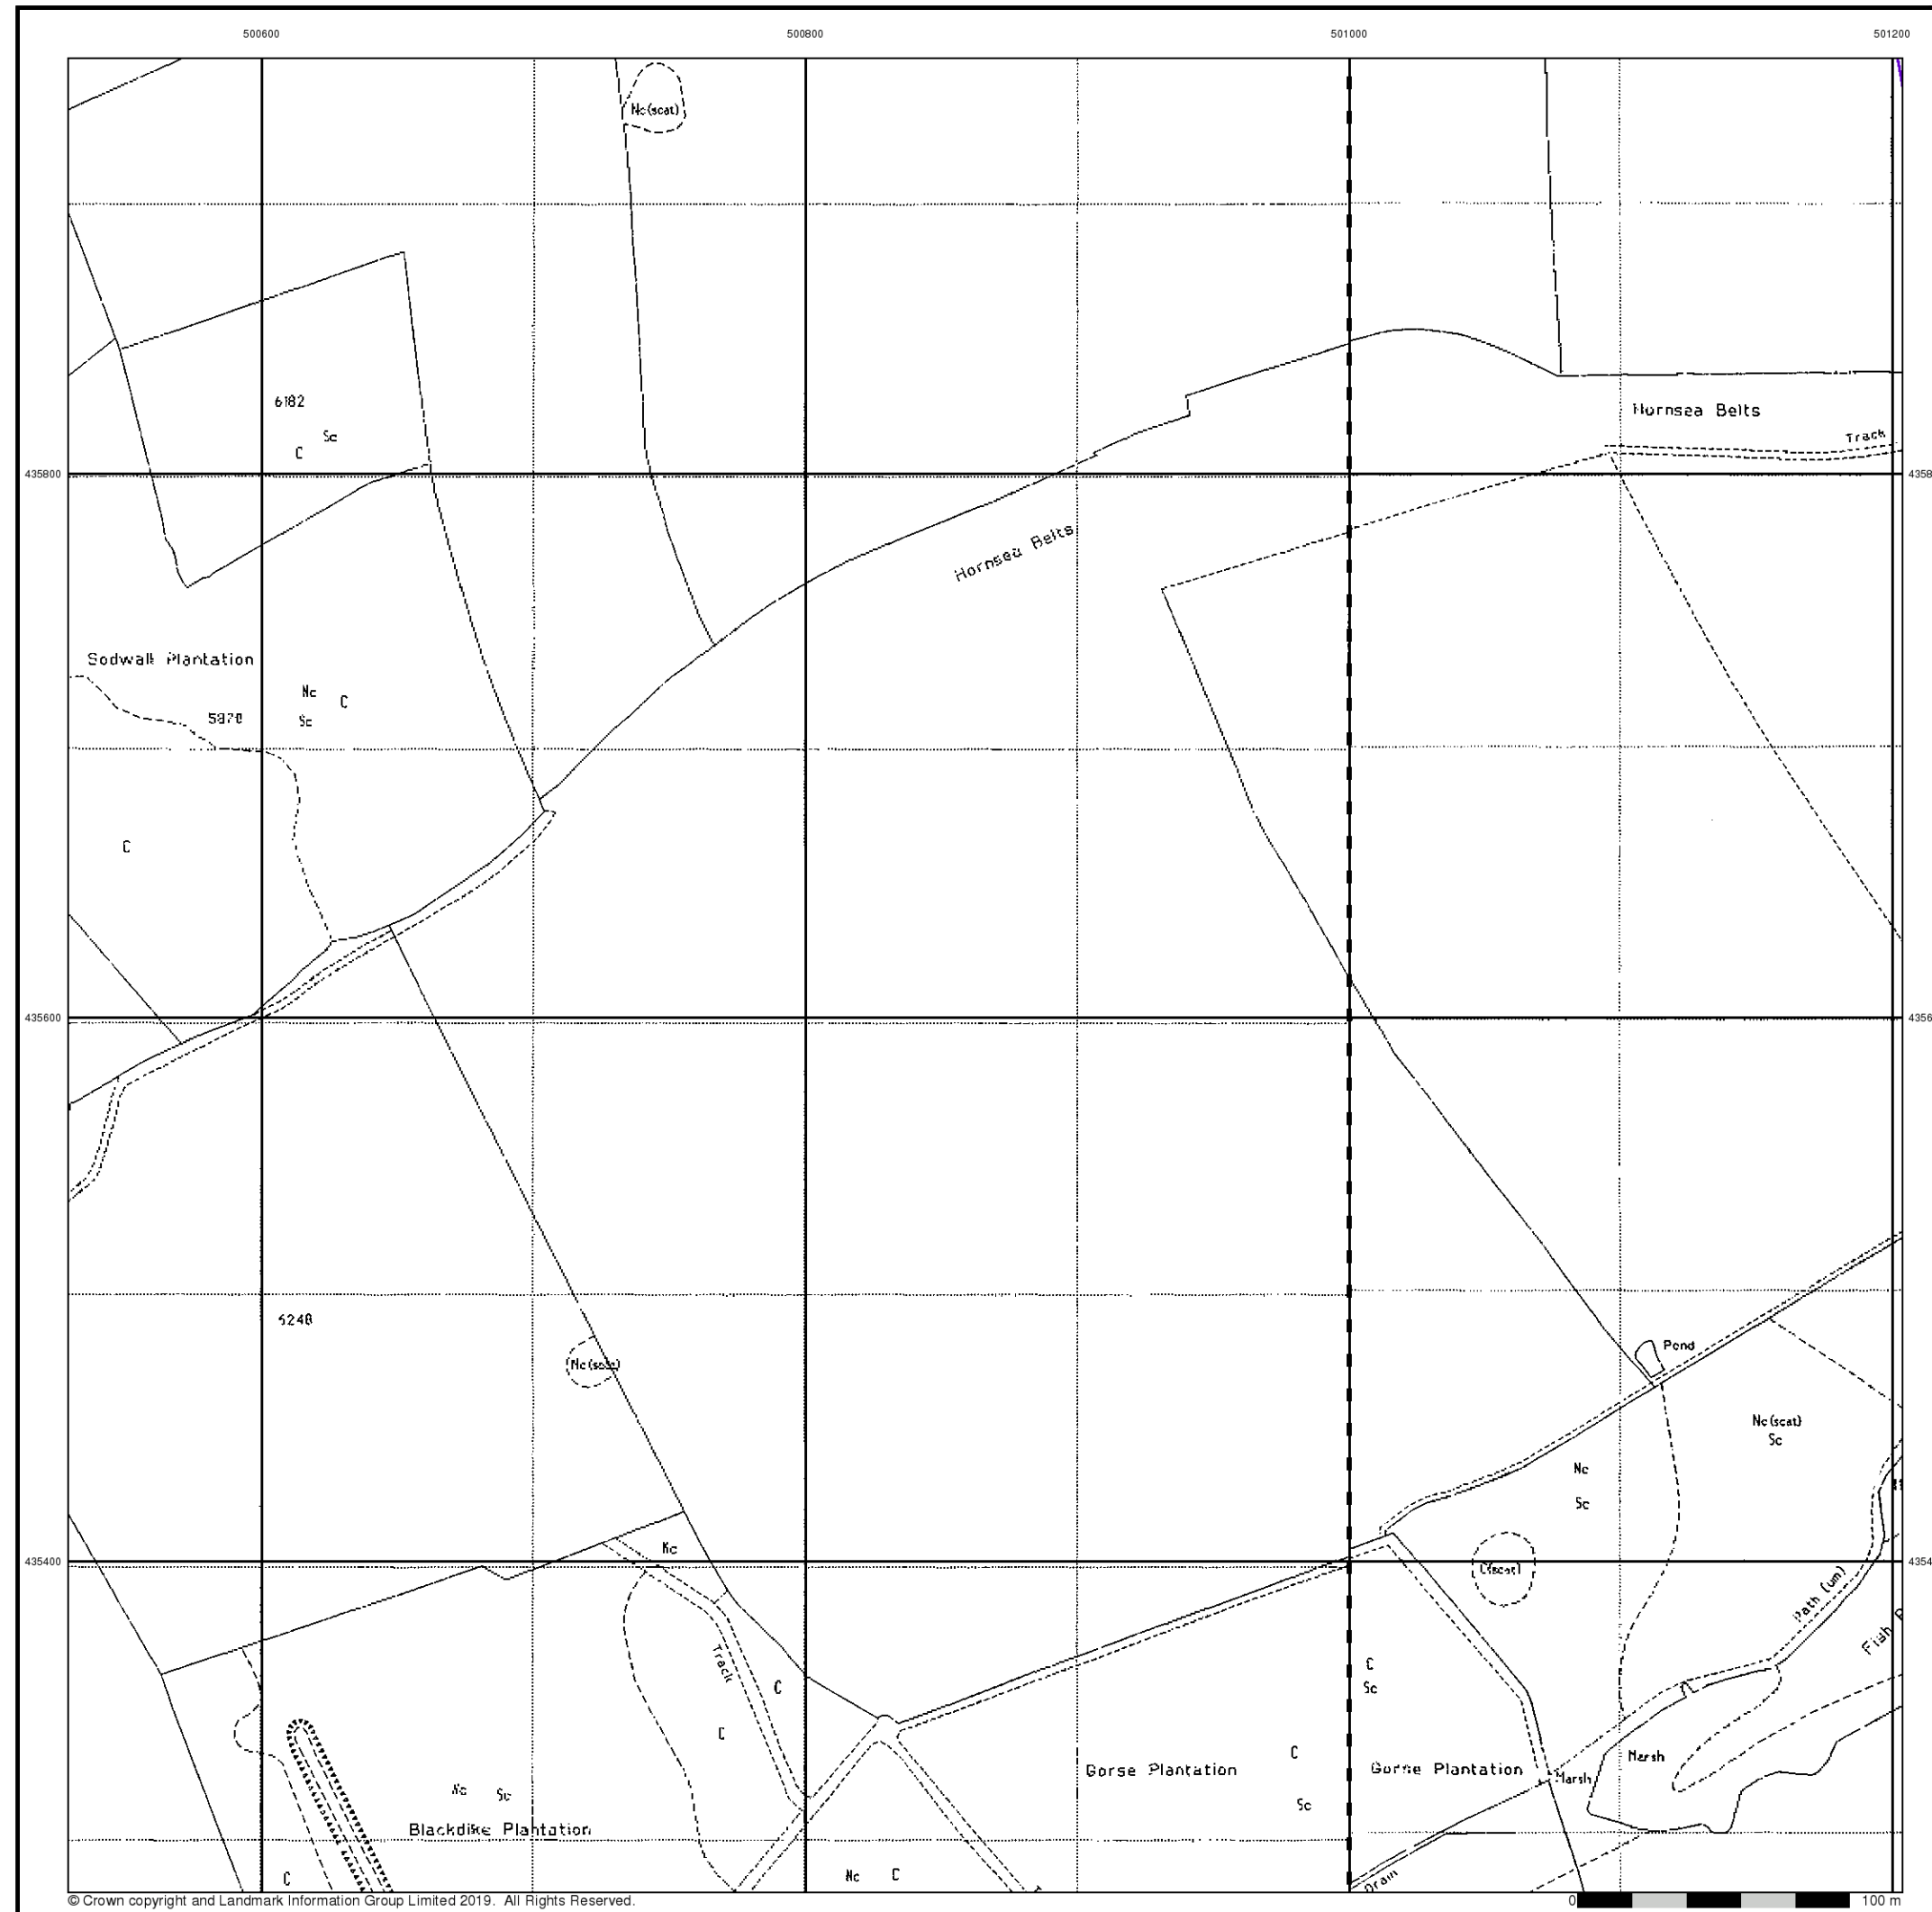 500600 500800 501000 501200
Nc(scat)
6182
Sc
C
Hornsea Belts
Track
435800
Hornsea Belts
Sodwall Plantation
Nc
C
5870
Sc
C
435600
Pond
Nc(scat)
Nc(scat)
Sc
Nc
Sc
435400
Nc
C(scat)
Path (um)
Fish
Track
C
C
C
Sc
C
Gorse Plantation
Gorse Plantation
Marsh
Marsh
Nc
Sc
Sc
Blackdike Plantation
C
Nc
C
Drain
© Crown copyright and Landmark Information Group Limited 2019. All Rights Reserved.
0 100 m